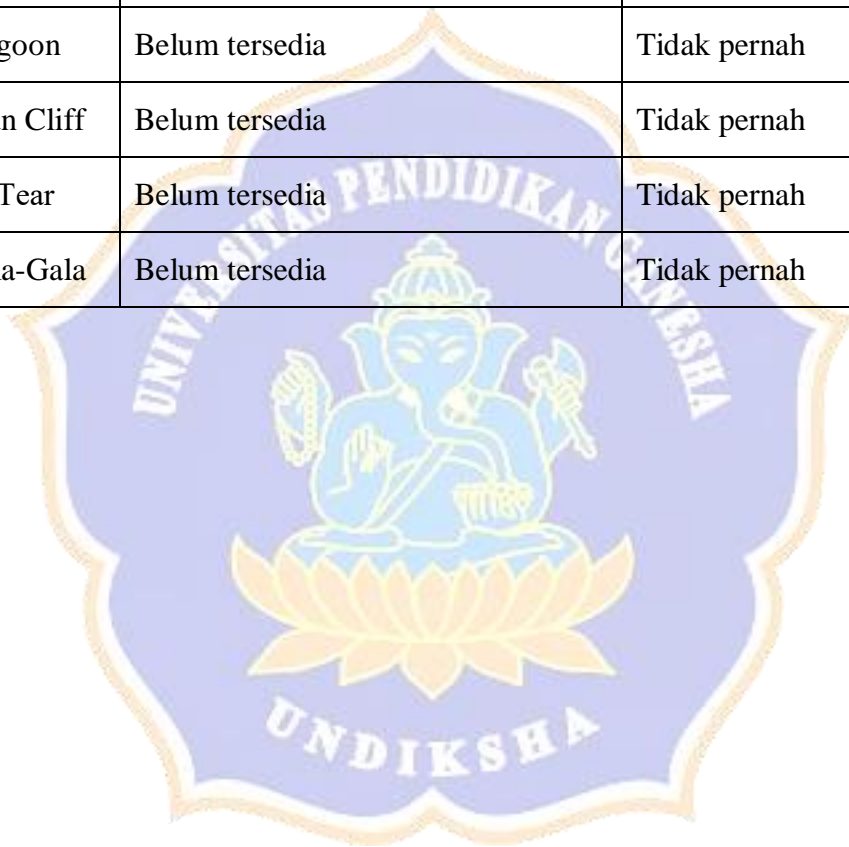 goon Belum tersedia Tidak pernah
n Cliff Belum tersedia Tidak pernah
Tear Belum tersedia Tidak pernah
a-Gala Belum tersedia Tidak pernah
UNIVERSITAS PENDIDIKAN GANESHA
UNDIKSHA